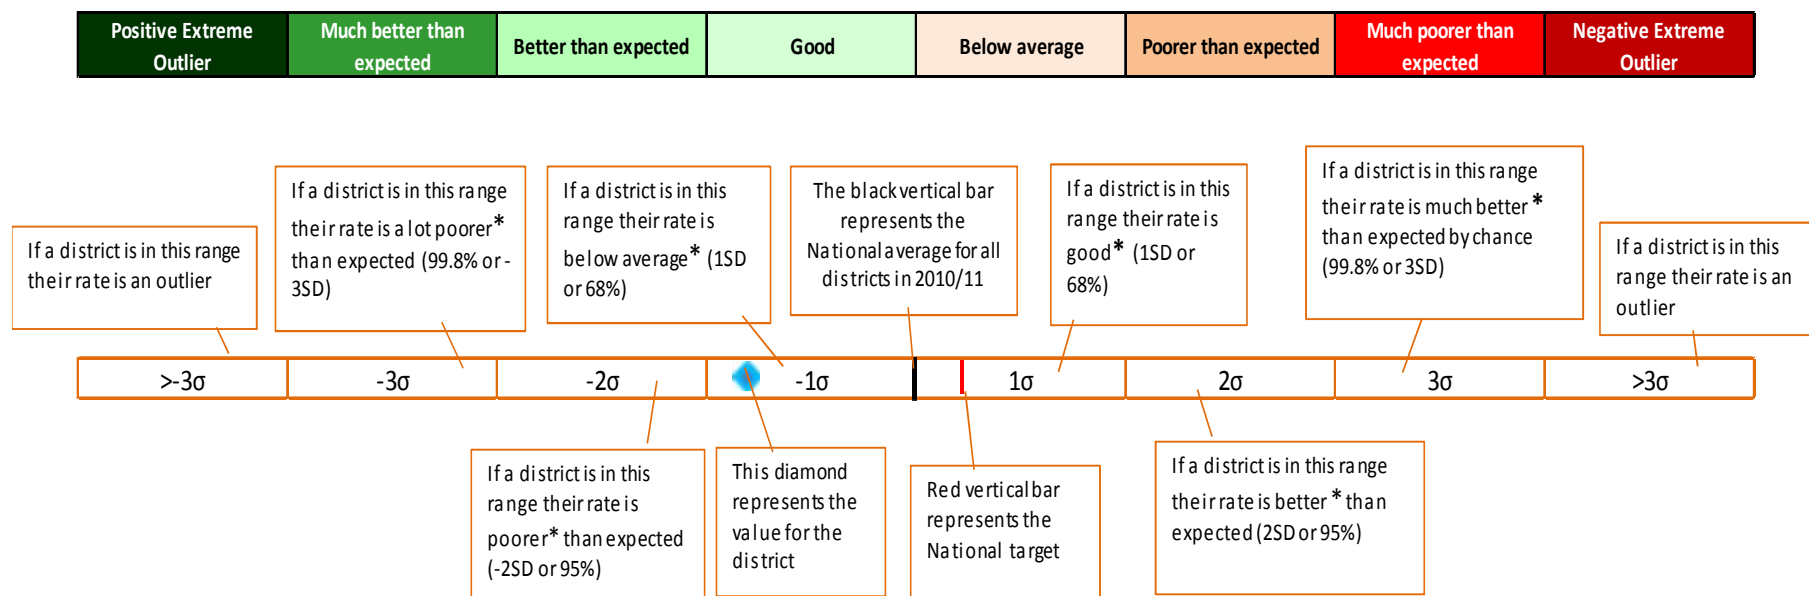 Positive Extreme
Outlier
Much better than
expected
Better than expected
Good
Below average
Poorer than expected
Much poorer than
expected
Negative Extreme
Outlier
If a district is in this range
their rate is an outlier
If a district is in this range
their rate is a lot poorer*
than expected (99.8% or -
3SD)
If a district is in this
range their rate is
below average* (1SD
or 68%)
The black vertical bar
represents the
National average for all
districts in 2010/11
If a district is in this
range their rate is
good* (1SD or
68%)
If a district is in this range
their rate is much better*
than expected by chance
(99.8% or 3SD)
If a district is in this
range their rate is an
outlier
>-3σ
-3σ
-2σ
-1σ
1σ
2σ
3σ
>3σ
If a district is in this
range their rate is
poorer* than expected
(-2SD or 95%)
This diamond
represents the
value for the
district
Red vertical bar
represents the
National target
If a district is in this range
their rate is better* than
expected (2SD or 95%)